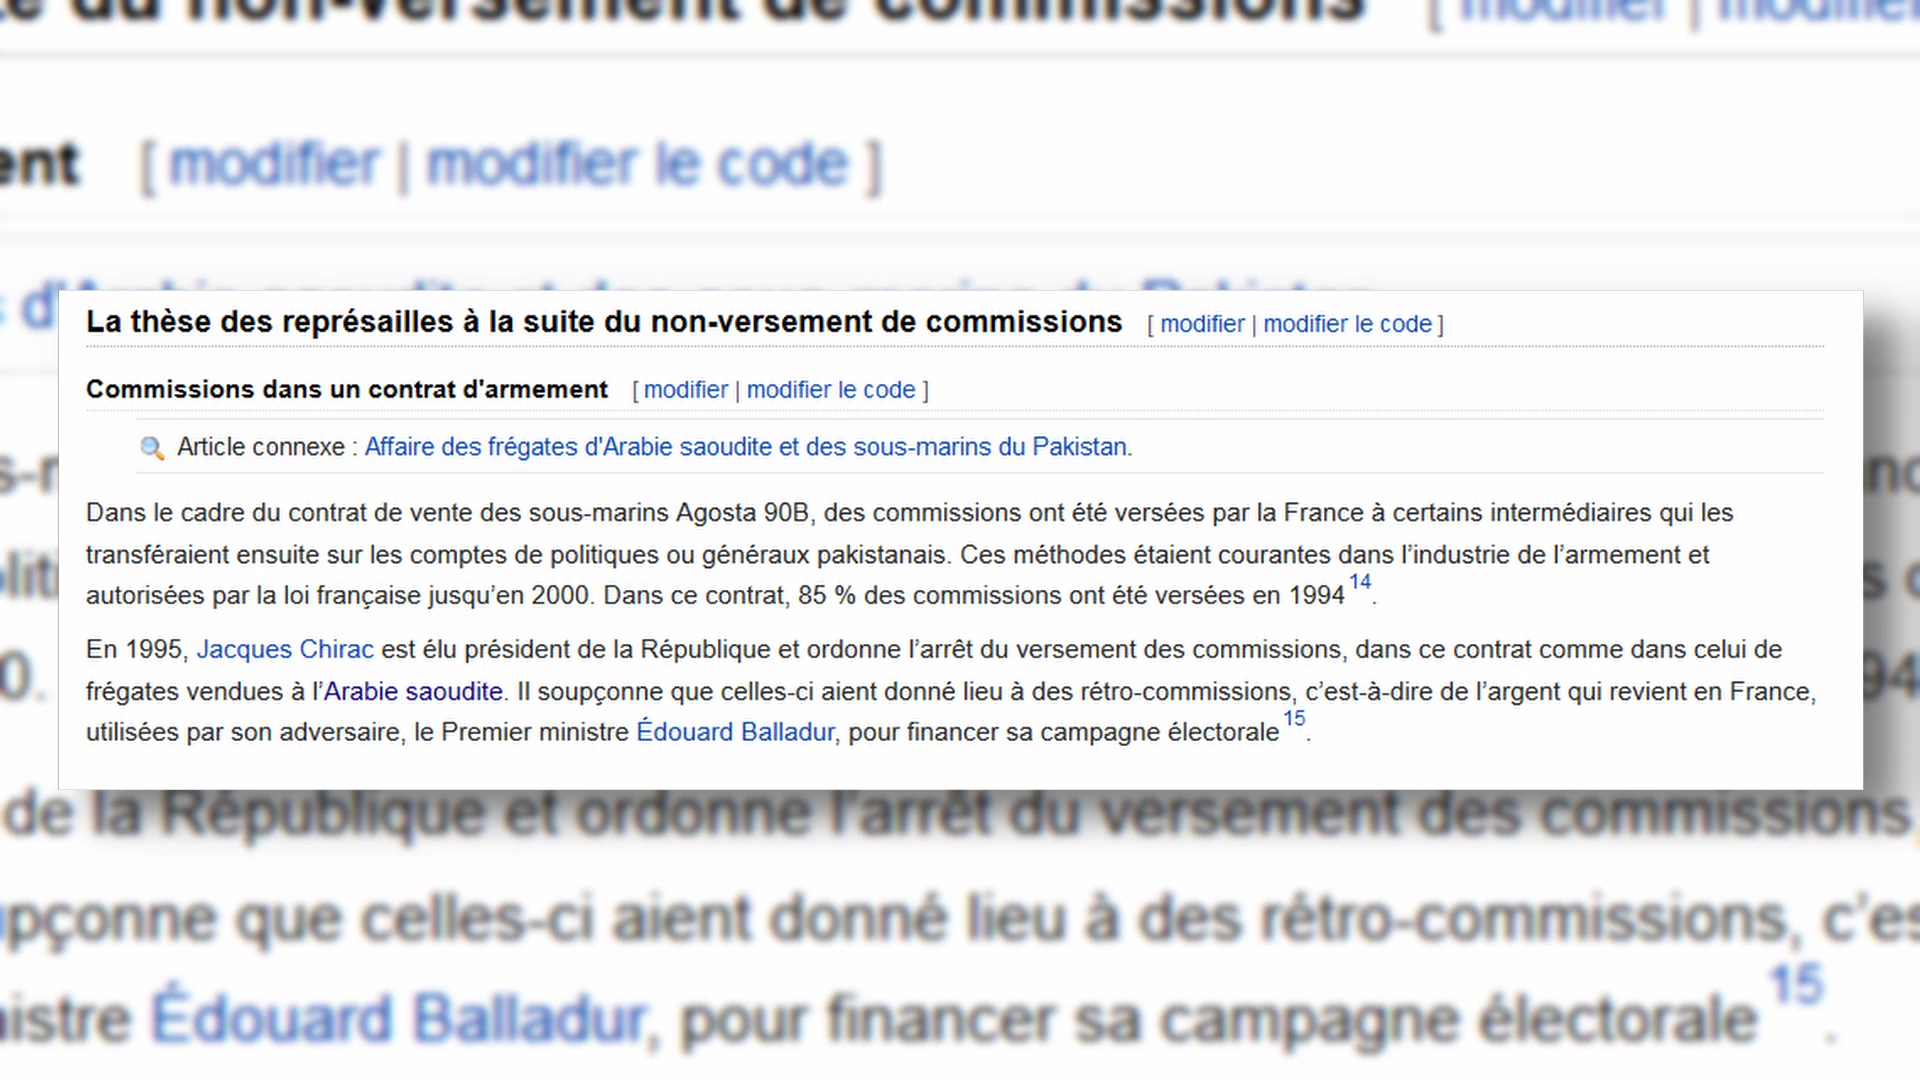 du non-versement de commissions [ modifier | modifier
ent [ modifier | modifier le code ]
La thèse des représailles à la suite du non-versement de commissions [ modifier | modifier le code ]
Commissions dans un contrat d'armement [ modifier | modifier le code ]
Article connexe : Affaire des frégates d'Arabie saoudite et des sous-marins du Pakistan.
Dans le cadre du contrat de vente des sous-marins Agosta 90B, des commissions ont été versées par la France à certains intermédiaires qui les
transféraient ensuite sur les comptes de politiques ou généraux pakistanais. Ces méthodes étaient courantes dans l’industrie de l’armement et
autorisées par la loi française jusqu’en 2000. Dans ce contrat, 85 % des commissions ont été versées en 1994 14.
En 1995, Jacques Chirac est élu président de la République et ordonne l’arrêt du versement des commissions, dans ce contrat comme dans celui de
frégates vendues à l’Arabie saoudite. Il soupçonne que celles-ci aient donné lieu à des rétro-commissions, c’est-à-dire de l’argent qui revient en France,
utilisées par son adversaire, le Premier ministre Édouard Balladur, pour financer sa campagne électorale 15.
de la République et ordonne l’arrêt du versement des commissions,
upçonne que celles-ci aient donné lieu à des rétro-commissions, c’es
nistre Édouard Balladur, pour financer sa campagne électorale 15.